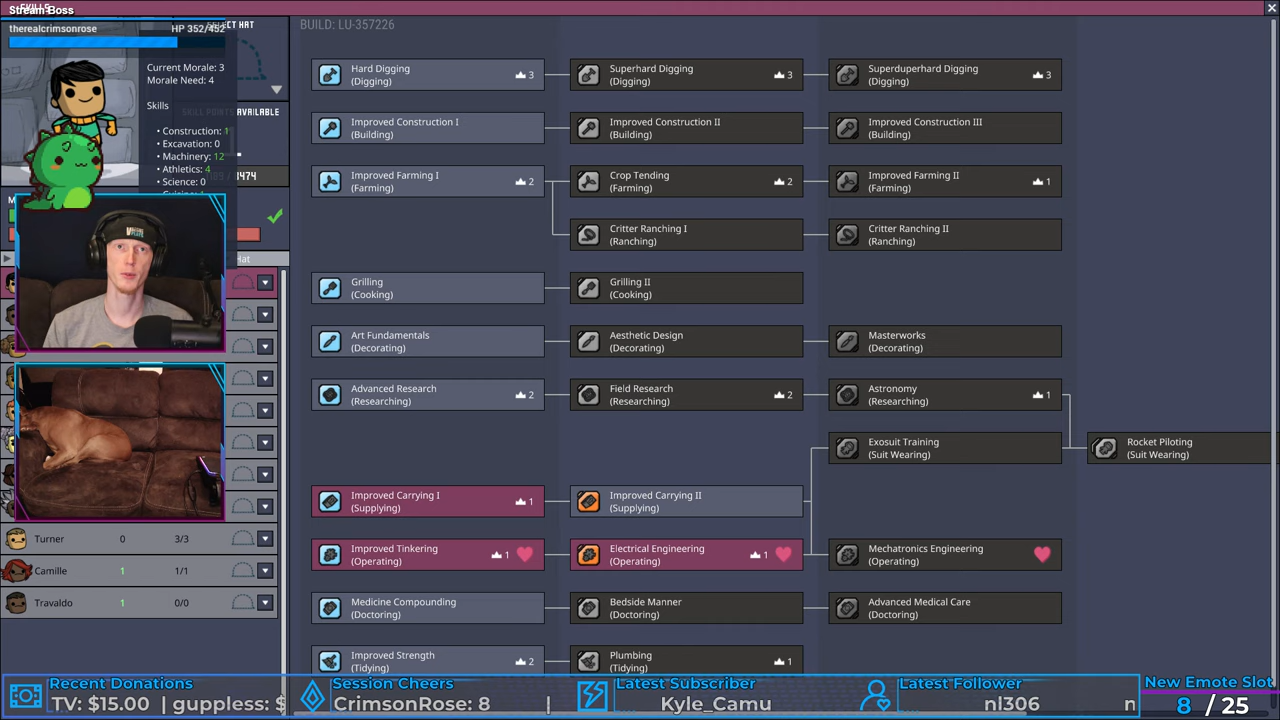 Stream Boss
therealcrimsonrose HP 352/452
SELECT HAT
BUILD: LU-357226
Current Morale: 3
Morale Need: 4
Skills
• Construction: 1
• Excavation: 0
• Machinery: 12
• Athletics: 4
• Science: 0
SKILL POINTS AVAILABLE
Hat
Turner 0 3/3
Camille 1 1/1
Travaldo 1 0/0
Hard Digging
(Digging)
3
Superhard Digging
(Digging)
3
Superduperhard Digging
(Digging)
3
Improved Construction I
(Building)
Improved Construction II
(Building)
Improved Construction III
(Building)
Improved Farming I
(Farming)
2
Crop Tending
(Farming)
2
Improved Farming II
(Farming)
1
Critter Ranching I
(Ranching)
Critter Ranching II
(Ranching)
Grilling
(Cooking)
Grilling II
(Cooking)
Art Fundamentals
(Decorating)
Aesthetic Design
(Decorating)
Masterworks
(Decorating)
Advanced Research
(Researching)
2
Field Research
(Researching)
2
Astronomy
(Researching)
1
Exosuit Training
(Suit Wearing)
Rocket Piloting
(Suit Wearing)
Improved Carrying I
(Supplying)
1
Improved Carrying II
(Supplying)
Improved Tinkering
(Operating)
1
Electrical Engineering
(Operating)
1
Mechatronics Engineering
(Operating)
Medicine Compounding
(Doctoring)
Bedside Manner
(Doctoring)
Advanced Medical Care
(Doctoring)
Improved Strength
(Tidying)
2
Plumbing
(Tidying)
1
Recent Donations
TV: $15.00 | guppless: $
Session Cheers
CrimsonRose: 8 |
Latest Subscriber
Kyle_Camu
Latest Follower
nl306 n
New Emote Slot
8 / 25